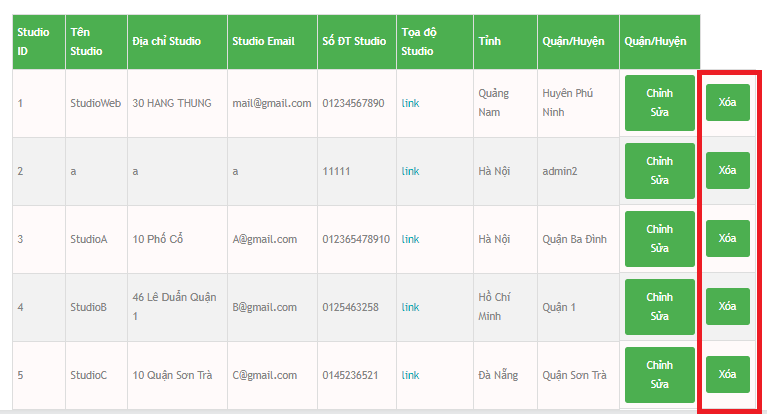 Studio ID Tên Studio Địa chỉ Studio Studio Email Số ĐT Studio Tọa độ Studio Tỉnh Quận/Huyện Quận/Huyện
1 StudioWeb 30 HANG THUNG mail@gmail.com 01234567890 link Quảng Nam Huyện Phú Ninh Chỉnh Sửa Xóa
2 a a a 11111 link Hà Nội admin2 Chỉnh Sửa Xóa
3 StudioA 10 Phố Cổ A@gmail.com 012365478910 link Hà Nội Quận Ba Đình Chỉnh Sửa Xóa
4 StudioB 46 Lê Duẩn Quận 1 B@gmail.com 0125463258 link Hồ Chí Minh Quận 1 Chỉnh Sửa Xóa
5 StudioC 10 Quận Sơn Trà C@gmail.com 0145236521 link Đà Nẵng Quận Sơn Trà Chỉnh Sửa Xóa